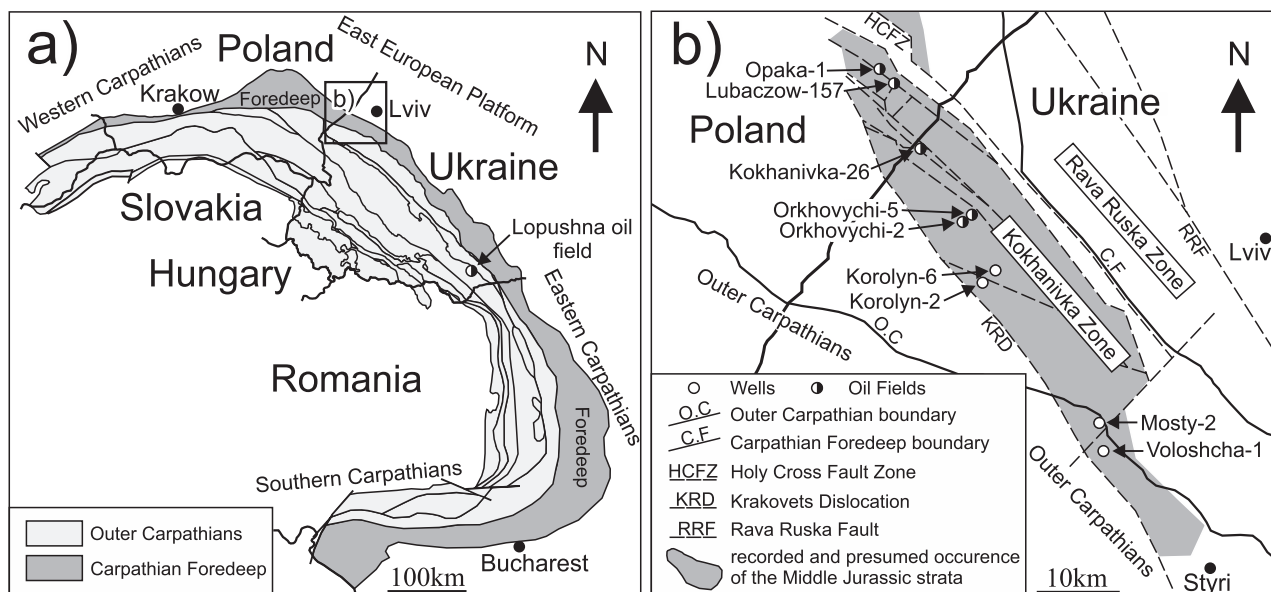 a)
Poland
East European Platform
N
Western Carpathians
Krakow
Foredeep
b)
Lviv
Ukraine
Slovakia
Lopushna oil
field
Hungary
Eastern Carpathians
Romania
Foredeep
Southern Carpathians
Outer Carpathians
Carpathian Foredeep
Bucharest
100km
b)
HCFZ
N
Opaka-1
Lubaczow-157
Ukraine
Poland
Kokhanivka-26
Rava Ruska Zone
RRF
Lviv
Orkhovychi-5
Orkhovychi-2
C.F
Korolyn-6
Korolyn-2
Kokhanivka Zone
Outer Carpathians
O.C
KRD
Wells
Oil Fields
O.C Outer Carpathian boundary
C.F Carpathian Foredeep boundary
HCFZ Holy Cross Fault Zone
KRD Krakovets Dislocation
RRF Rava Ruska Fault
recorded and presumed occurence
of the Middle Jurassic strata
Mosty-2
Voloshcha-1
Outer Carpathians
10km
Styri